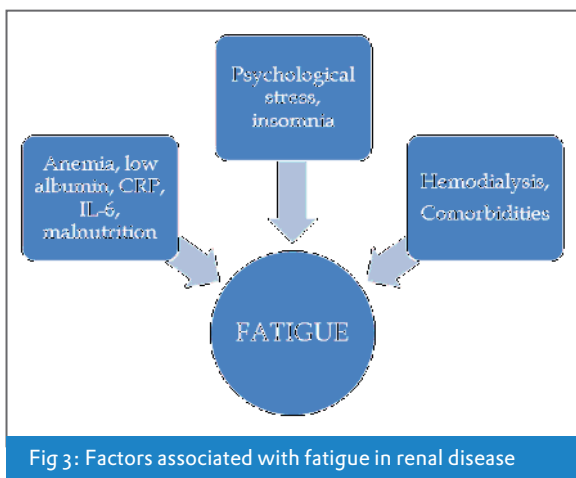 Psychological
stress,
insomnia
Anemia, low
albumin, CRP,
IL-6,
malnutrition
Hemodialysis,
Comorbidities
FATIGUE
Fig 3: Factors associated with fatigue in renal disease